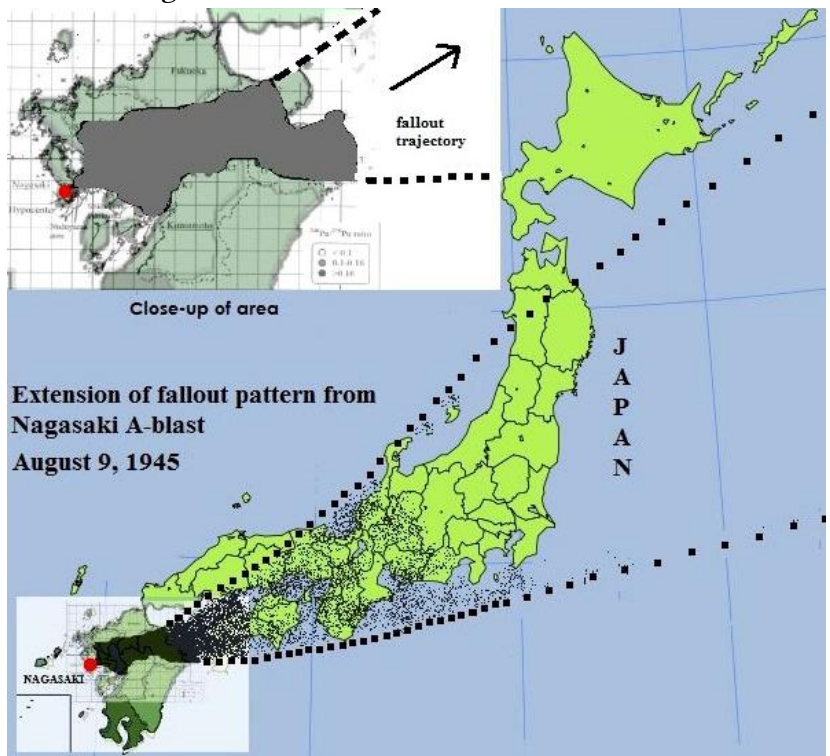 Fukuoka
fallout
trajectory
Nagasaki
Hypocenter
Kumamoto
< 0.1
0.1-0.16
>0.16
Close-up of area
J
A
P
A
N
Extension of fallout pattern from
Nagasaki A-blast
August 9, 1945
NAGASAKI